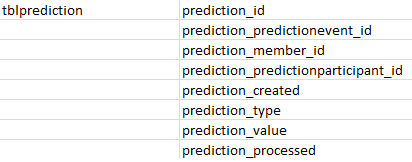 tblprediction prediction_id
prediction_predictionevent_id
prediction_member_id
prediction_predictionparticipant_id
prediction_created
prediction_type
prediction_value
prediction_processed